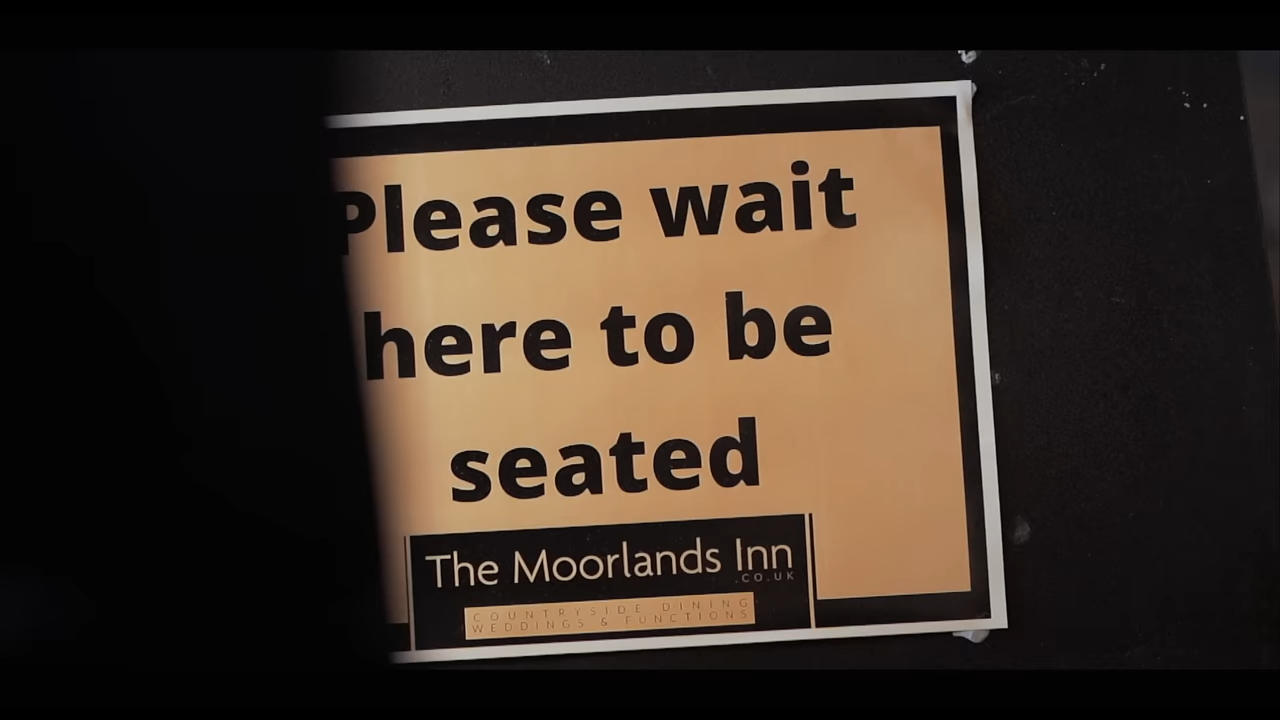 Please wait
here to be
seated
The Moorlands Inn
.CO.UK
COUNTRYSIDE DINING
WEDDINGS & FUNCTIONS